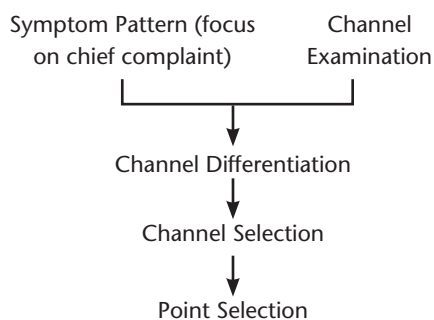 Symptom Pattern (focus
on chief complaint)
Channel
Examination
Channel Differentiation
Channel Selection
Point Selection